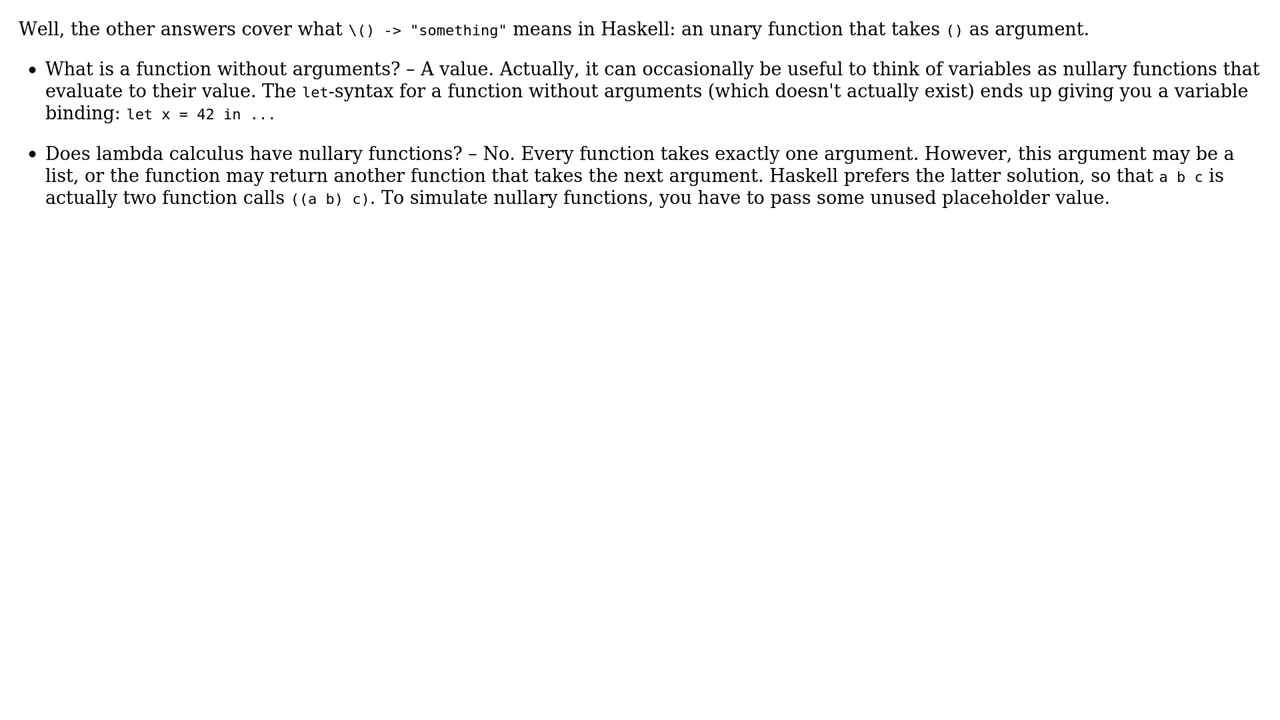 Well, the other answers cover what \() -> "something" means in Haskell: an unary function that takes () as argument.
• What is a function without arguments? – A value. Actually, it can occasionally be useful to think of variables as nullary functions that
evaluate to their value. The let-syntax for a function without arguments (which doesn't actually exist) ends up giving you a variable
binding: let x = 42 in ...
• Does lambda calculus have nullary functions? – No. Every function takes exactly one argument. However, this argument may be a
list, or the function may return another function that takes the next argument. Haskell prefers the latter solution, so that a b c is
actually two function calls ((a b) c). To simulate nullary functions, you have to pass some unused placeholder value.